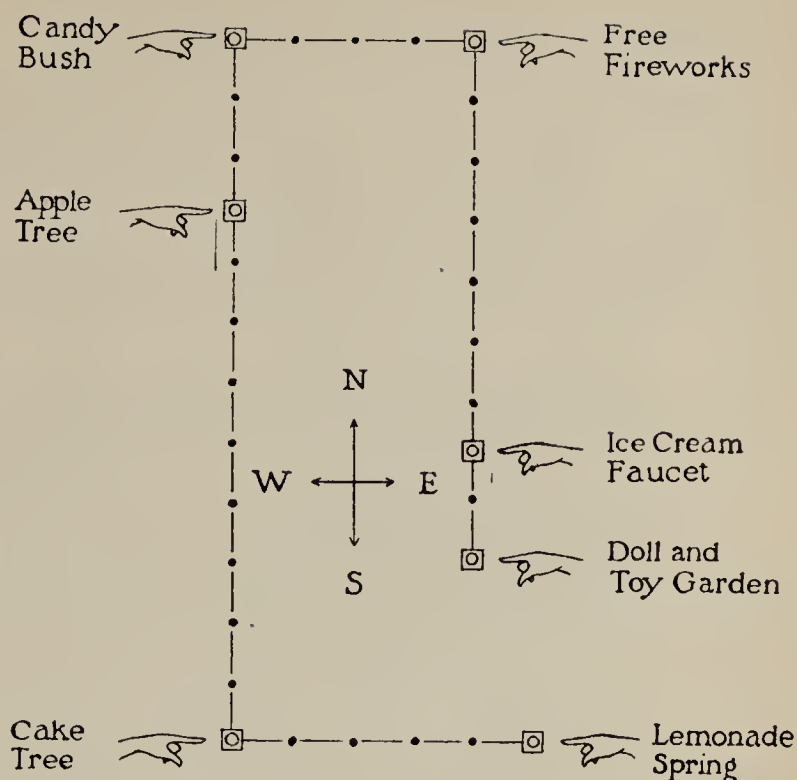 Candy
Bush
Free
Fireworks
Apple
Tree
N
W
E
S
Ice Cream
Faucet
Doll and
Toy Garden
Cake
Tree
Lemonade
Spring